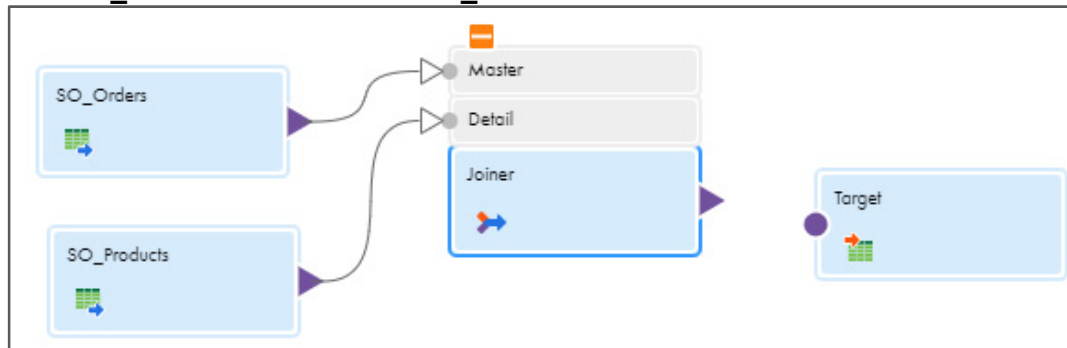 SO_Orders
Master
Detail
Joiner
Target
SO_Products